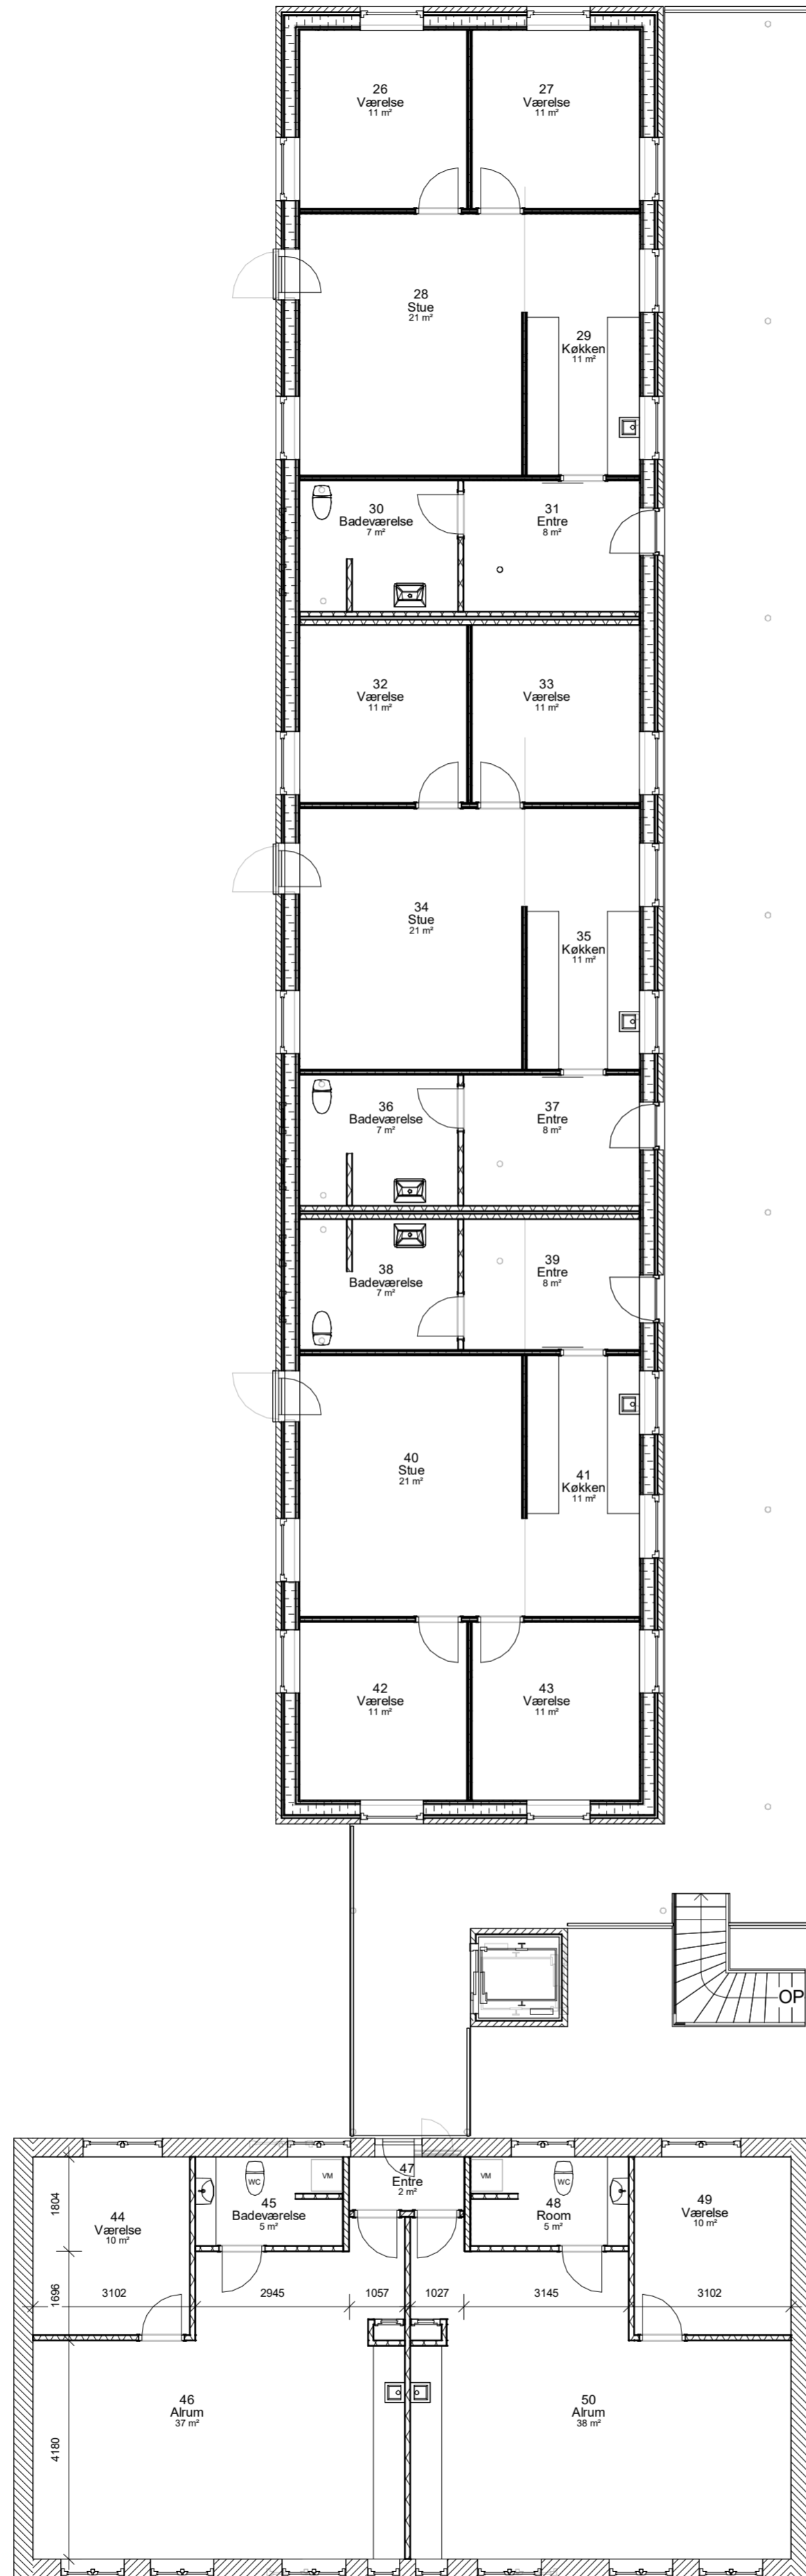 26
Værelse
11 m²
27
Værelse
11 m²
28
Stue
21 m²
29
Køkken
11 m²
30
Badeværelse
7 m²
31
Entre
8 m²
32
Værelse
11 m²
33
Værelse
11 m²
34
Stue
21 m²
35
Køkken
11 m²
36
Badeværelse
7 m²
37
Entre
8 m²
38
Badeværelse
7 m²
39
Entre
8 m²
40
Stue
21 m²
41
Køkken
11 m²
42
Værelse
11 m²
43
Værelse
11 m²
OP
44
Værelse
10 m²
WC
45
Badeværelse
5 m²
VM
47
Entre
2 m²
VM
WC
48
Room
5 m²
49
Værelse
10 m²
1804
1696
3102
2945
1057
1027
3145
3102
46
Alrum
37 m²
50
Alrum
38 m²
4180